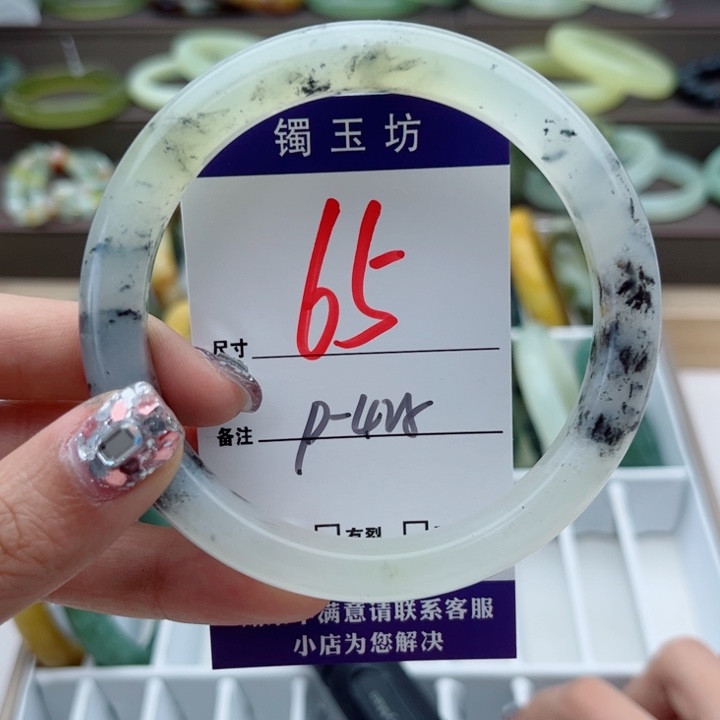 镯玉坊
尺寸 65
备注 p-428
有裂
满意请联系客服
小店为您解决